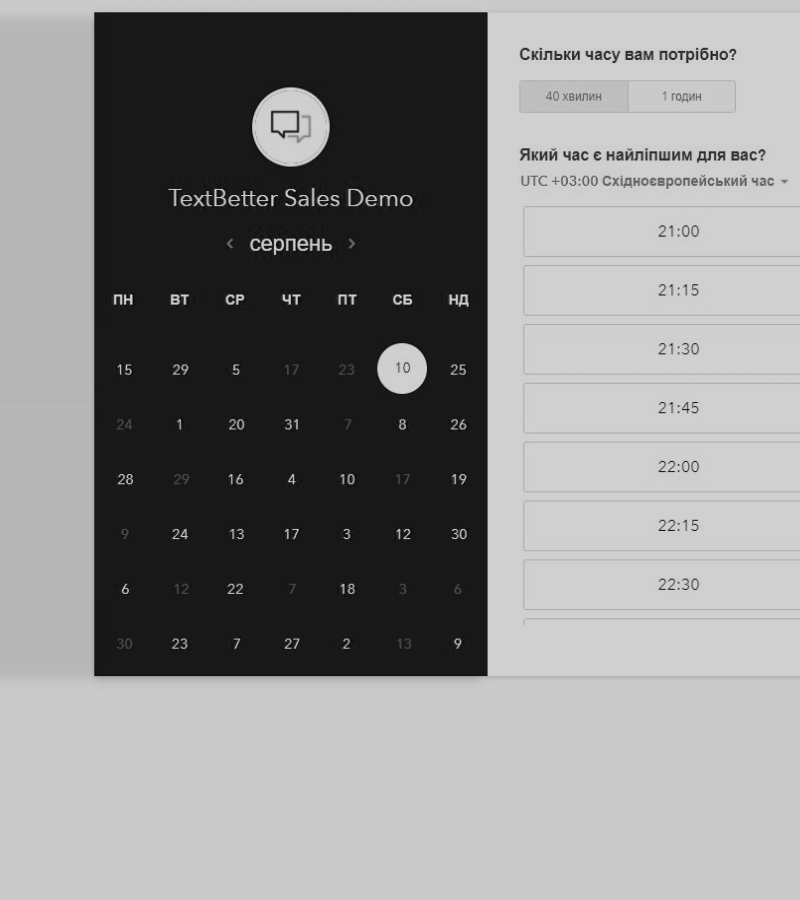 TextBetter Sales Demo
‹ серпень ›
ПН ВТ СР ЧТ ПТ СБ НД
15 29 5 17 23 10 25
24 1 20 31 7 8 26
28 29 16 4 10 17 19
9 24 13 17 3 12 30
6 12 22 7 18 3 6
30 23 7 27 2 13 9
Скільки часу вам потрібно?
40 хвилин 1 годин
Який час є найліпшим для вас?
UTC +03:00 Східноєвропейський час
21:00
21:15
21:30
21:45
22:00
22:15
22:30